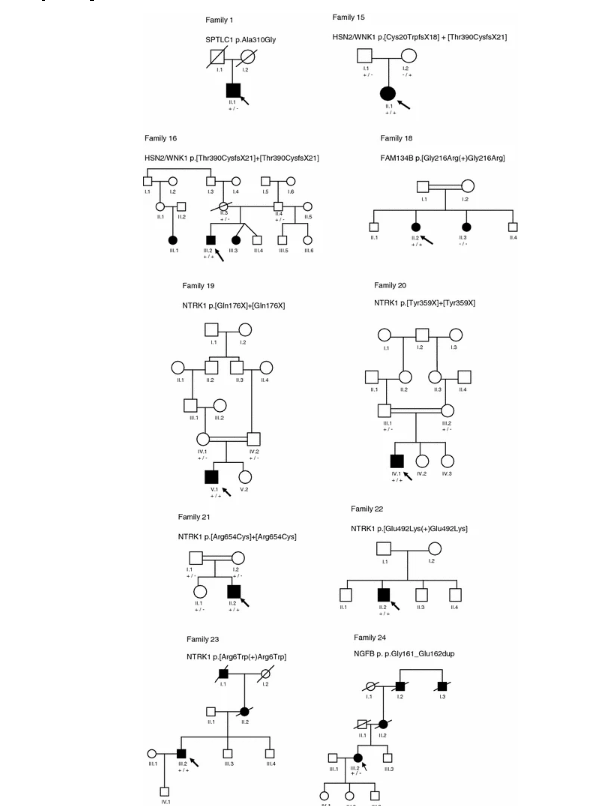 Family 1
SPTLC1 p.Ala310Gly
I.1 I.2
II.1
+ / -
Family 15
HSN2/WNK1 p.[Cys20TrpfsX18] + [Thr390CysfsX21]
I.1 I.2
+ / - - / +
II.1
+ / +
Family 16
HSN2/WNK1 p.[Thr390CysfsX21]+[Thr390CysfsX21]
I.1 I.2 I.3 I.4 I.5 I.6
II.1 II.2 II.3 II.4 II.5
+ / - + / -
III.1 III.2 III.3 III.4 III.5 III.6
+ / +
Family 18
FAM134B p.[Gly216Arg(+)Gly216Arg]
I.1 I.2
II.1 II.2 II.3 II.4
+ / + - / -
Family 19
NTRK1 p.[Gln176X]+[Gln176X]
I.1 I.2
II.1 II.2 II.3 II.4
III.1 III.2
IV.1 IV.2
+ / - + / -
V.1 V.2
+ / +
Family 20
NTRK1 p.[Tyr359X]+[Tyr359X]
I.1 I.2 I.3
II.1 II.2 II.3 II.4
III.1 III.2
+ / - + / -
IV.1 IV.2 IV.3
+ / +
Family 21
NTRK1 p.[Arg654Cys]+[Arg654Cys]
I.1 I.2
+ / - + / -
II.1 II.2
+ / - + / +
Family 22
NTRK1 p.[Glu492Lys(+)Glu492Lys]
I.1 I.2
II.1 II.2 II.3 II.4
+ / +
Family 23
NTRK1 p.[Arg6Trp(+)Arg6Trp]
I.1 I.2
II.1 II.2
III.1 III.2 III.3 III.4
+ / +
IV.1
Family 24
NGFB p. p.Gly161_Glu162dup
I.1 I.2 I.3
II.1 II.2
III.1 III.2 III.3
+ / -